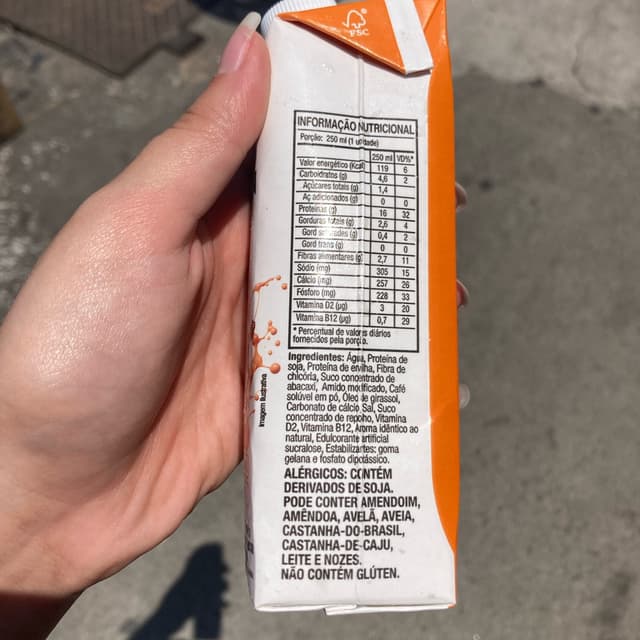 FSC
INFORMAÇÃO NUTRICIONAL
Porção: 250 ml (1 unidade)
250 ml VD%*
Valor energético (Kcal) 119 6
Carboidratos (g) 4,6 2
Açúcares totais (g) 1,4
Aç adicionados (g) 0 0
Proteínas (g) 16 32
Gorduras totais (g) 2,6 4
Gord saturadas (g) 0,4 2
Gord trans (g) 0 0
Fibras alimentares (g) 2,7 11
Sódio (mg) 305 15
Cálcio (mg) 257 26
Fósforo (mg) 228 33
Vitamina D2 (µg) 3 20
Vitamina B12 (µg) 0,7 29
* Percentual de valores diários
fornecidos pela porção.
Ingredientes: Água, Proteína de
soja, Proteína de ervilha, Fibra de
chicória, Suco concentrado de
abacaxi, Amido modificado, Café
solúvel em pó, Óleo de girassol,
Carbonato de cálcio, Sal, Suco
concentrado de repolho, Vitamina
D2, Vitamina B12, Aroma idêntico ao
natural, Edulcorante artificial
sucralose, Estabilizantes: goma
gelana e fosfato dipotássico.
ALÉRGICOS: CONTÉM
DERIVADOS DE SOJA.
PODE CONTER AMENDOIM,
AMÊNDOA, AVELÃ, AVEIA,
CASTANHA-DO-BRASIL,
CASTANHA-DE-CAJU,
LEITE E NOZES.
NÃO CONTÉM GLÚTEN.
Imagem ilustrativa